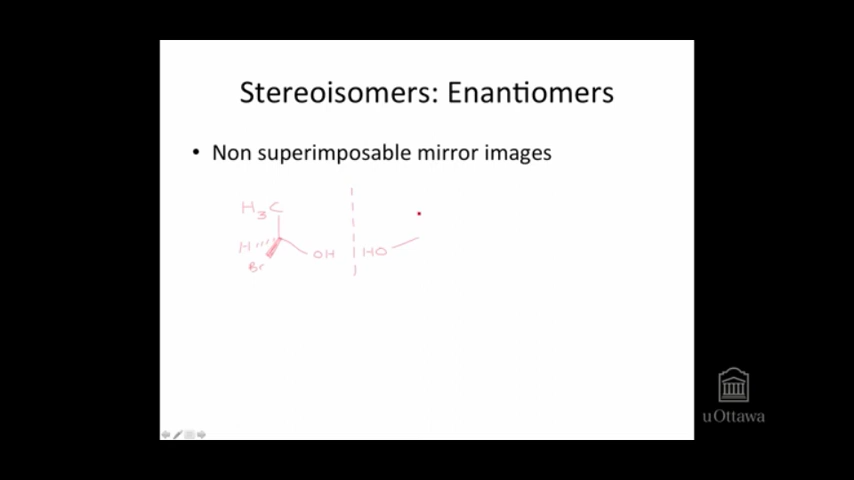 Stereoisomers: Enantiomers
• Non superimposable mirror images
H3C
H
OH
HO
Br
uOttawa